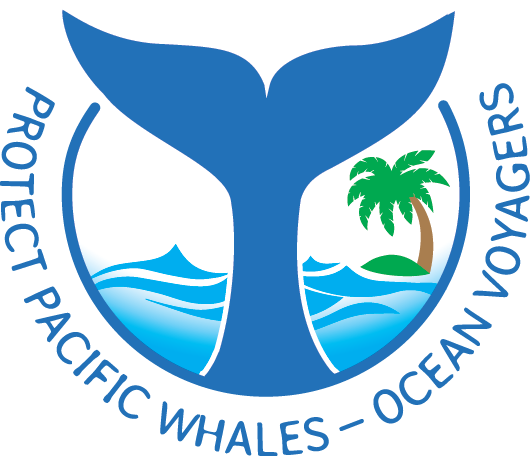 PROTECT PACIFIC WHALES – OCEAN VOYAGERS